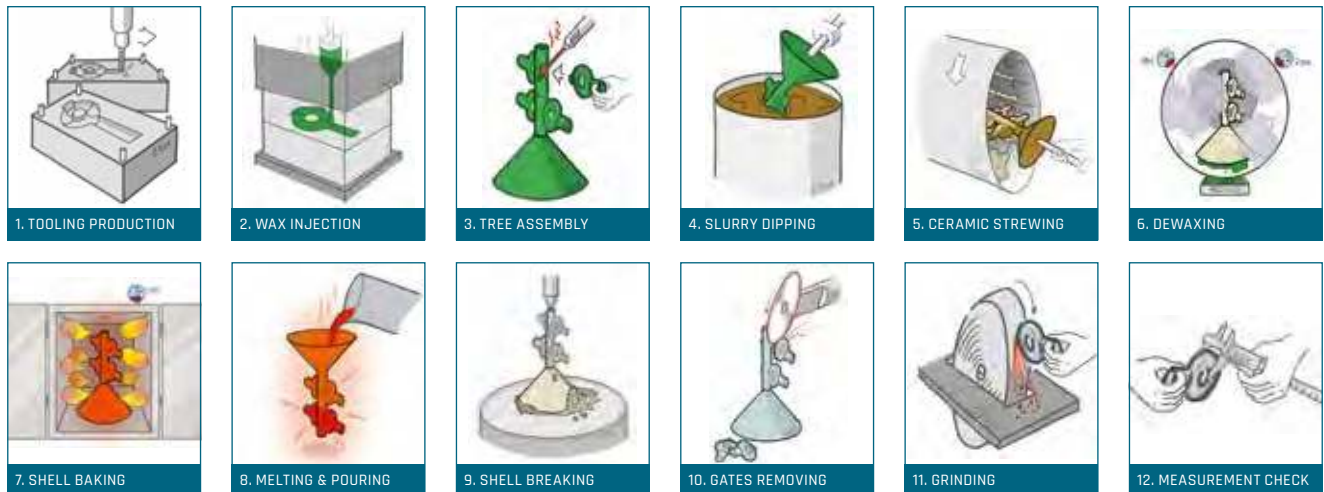 1. TOOLING PRODUCTION
2. WAX INJECTION
3. TREE ASSEMBLY
4. SLURRY DIPPING
5. CERAMIC STREWING
6. DEWAXING
7. SHELL BAKING
8. MELTING & POURING
9. SHELL BREAKING
10. GATES REMOVING
11. GRINDING
12. MEASUREMENT CHECK